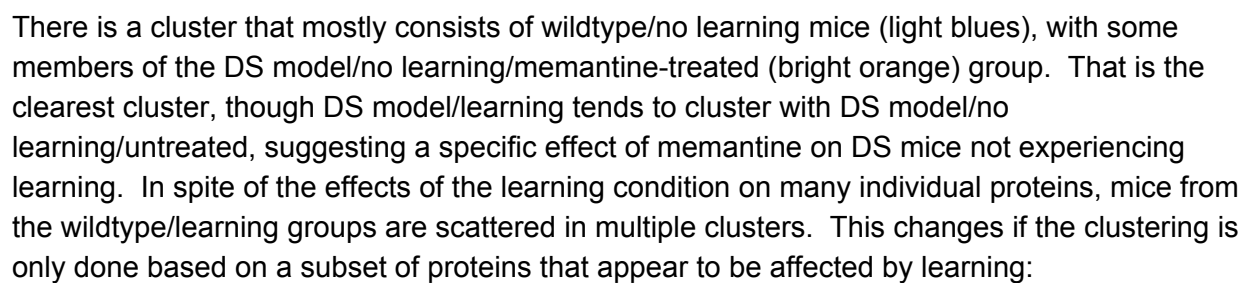 There is a cluster that mostly consists of wildtype/no learning mice (light blues), with some
members of the DS model/no learning/memantine-treated (bright orange) group.  That is the
clearest cluster, though DS model/learning tends to cluster with DS model/no
learning/untreated, suggesting a specific effect of memantine on DS mice not experiencing
learning.  In spite of the effects of the learning condition on many individual proteins, mice from
the wildtype/learning groups are scattered in multiple clusters.  This changes if the clustering is
only done based on a subset of proteins that appear to be affected by learning: